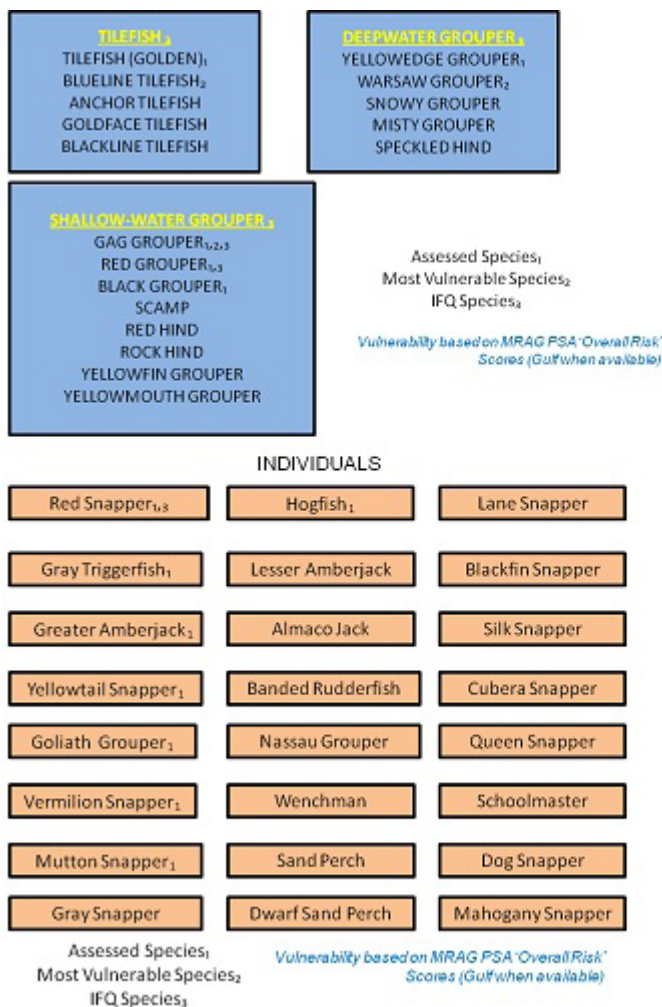 TILEFISH ₃
TILEFISH (GOLDEN)₁
BLUELINE TILEFISH₂
ANCHOR TILEFISH
GOLDFACE TILEFISH
BLACKLINE TILEFISH
DEEPWATER GROUPER ₃
YELLOWEDGE GROUPER₁
WARSAW GROUPER₂
SNOWY GROUPER
MISTY GROUPER
SPECKLED HIND
SHALLOW-WATER GROUPER ₃
GAG GROUPER₁,₂,₃
RED GROUPER₁,₃
BLACK GROUPER₁
SCAMP
RED HIND
ROCK HIND
YELLOWFIN GROUPER
YELLOWMOUTH GROUPER
Assessed Species₁
Most Vulnerable Species₂
IFQ Species₃
Vulnerability based on MRAG PSA 'Overall Risk'
Scores (Gulf when available)
INDIVIDUALS
Red Snapper₁,₃
Hogfish₁
Lane Snapper
Gray Triggerfish₁
Lesser Amberjack
Blackfin Snapper
Greater Amberjack₁
Almaco Jack
Silk Snapper
Yellowtail Snapper₁
Banded Rudderfish
Cubera Snapper
Goliath Grouper₁
Nassau Grouper
Queen Snapper
Vermilion Snapper₁
Wenchman
Schoolmaster
Mutton Snapper₁
Sand Perch
Dog Snapper
Gray Snapper
Dwarf Sand Perch
Mahogany Snapper
Assessed Species₁
Most Vulnerable Species₂
IFQ Species₃
Vulnerability based on MRAG PSA 'Overall Risk'
Scores (Gulf when available)